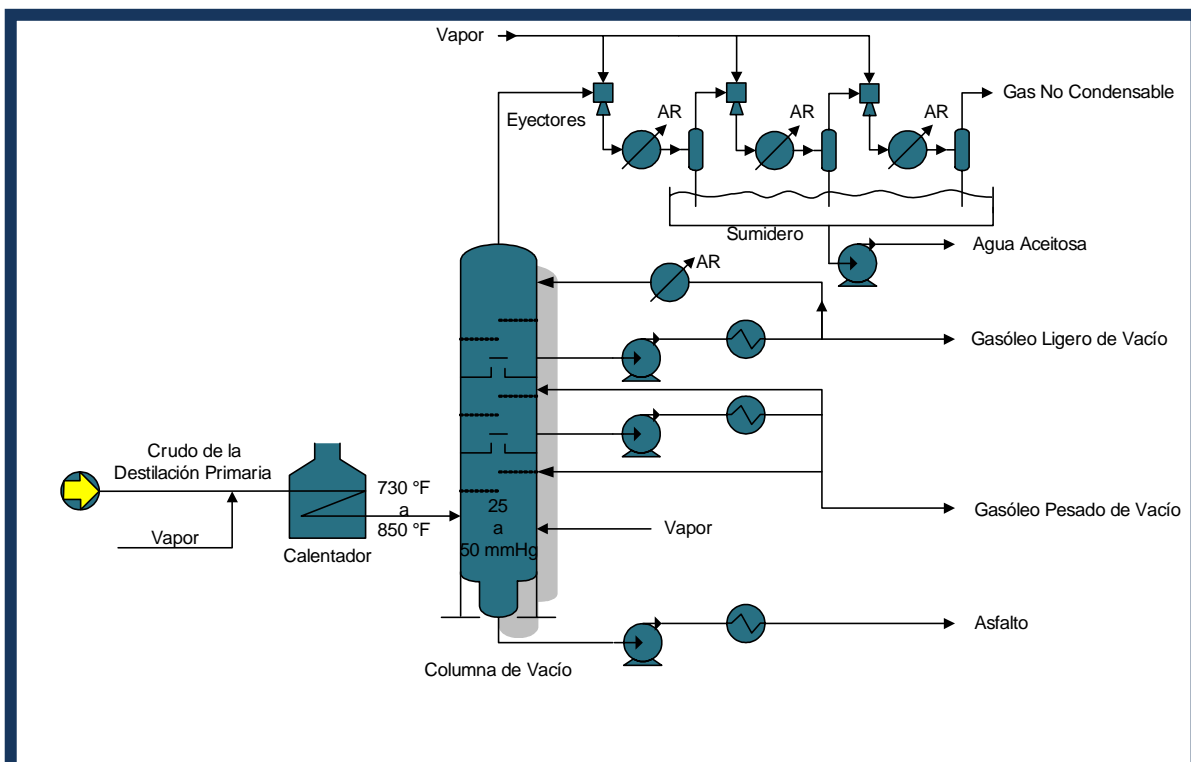 Vapor
Gas No Condensable
Eyectores
AR
AR
AR
Sumidero
Agua Aceitosa
AR
Gasóleo Ligero de Vacío
Crudo de la
Destilación Primaria
730 °F
a
850 °F
Vapor
Calentador
25
a
50 mmHg
Vapor
Gasóleo Pesado de Vacío
Asfalto
Columna de Vacío